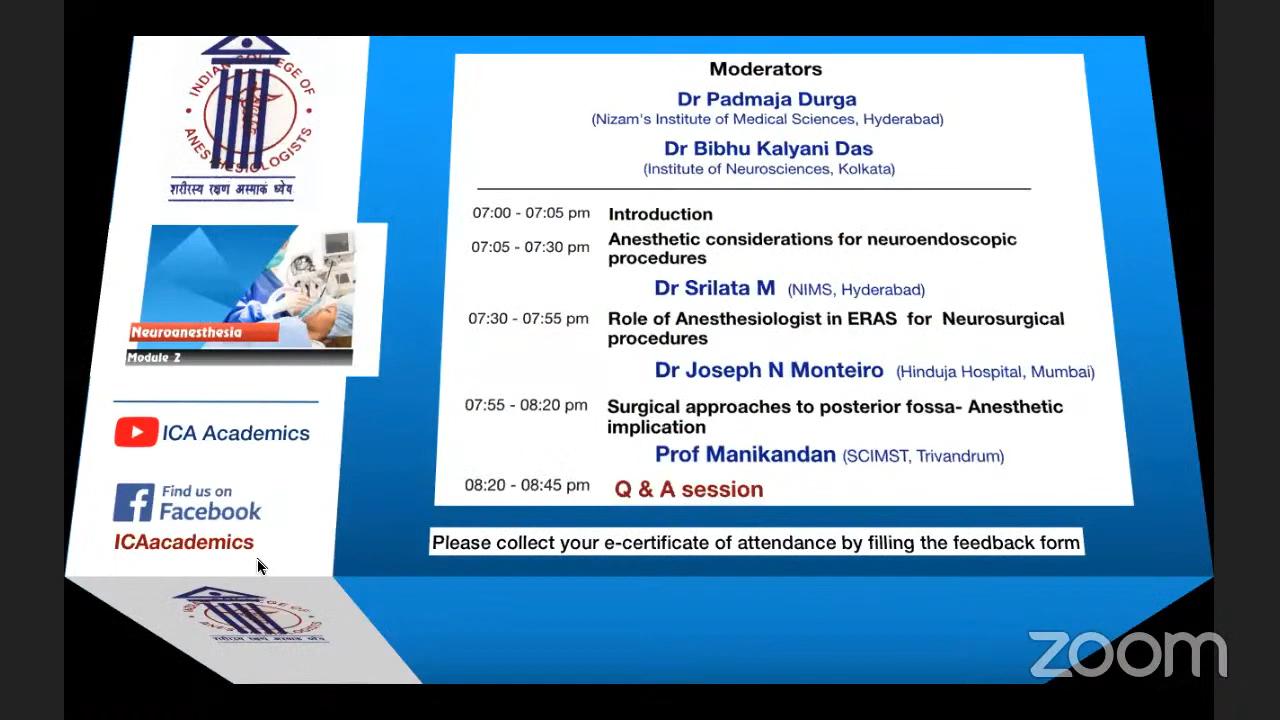 INDIAN COLLEGE OF
ANESTHESIOLOGISTS
शरीरस्य रक्षणं अस्माकं ध्येय
Neuroanesthesia
Module 2
ICA Academics
Find us on
Facebook
ICAacademics
Moderators
Dr Padmaja Durga
(Nizam's Institute of Medical Sciences, Hyderabad)
Dr Bibhu Kalyani Das
(Institute of Neurosciences, Kolkata)
07:00 - 07:05 pm Introduction
07:05 - 07:30 pm Anesthetic considerations for neuroendoscopic
procedures
Dr Srilata M (NIMS, Hyderabad)
07:30 - 07:55 pm Role of Anesthesiologist in ERAS for Neurosurgical
procedures
Dr Joseph N Monteiro (Hinduja Hospital, Mumbai)
07:55 - 08:20 pm Surgical approaches to posterior fossa- Anesthetic
implication
Prof Manikandan (SCIMST, Trivandrum)
08:20 - 08:45 pm Q & A session
Please collect your e-certificate of attendance by filling the feedback form
zoom